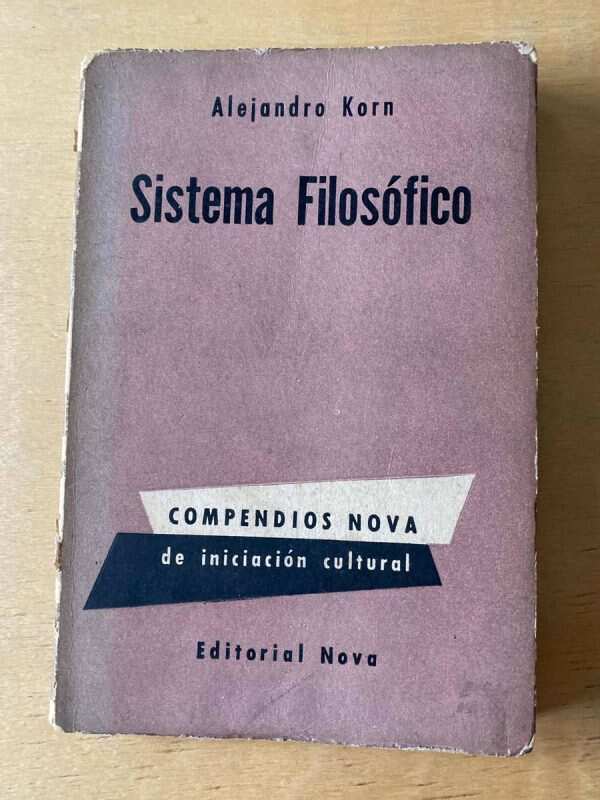 Alejandro Korn
Sistema Filosófico
COMPENDIOS NOVA
de iniciación cultural
Editorial Nova